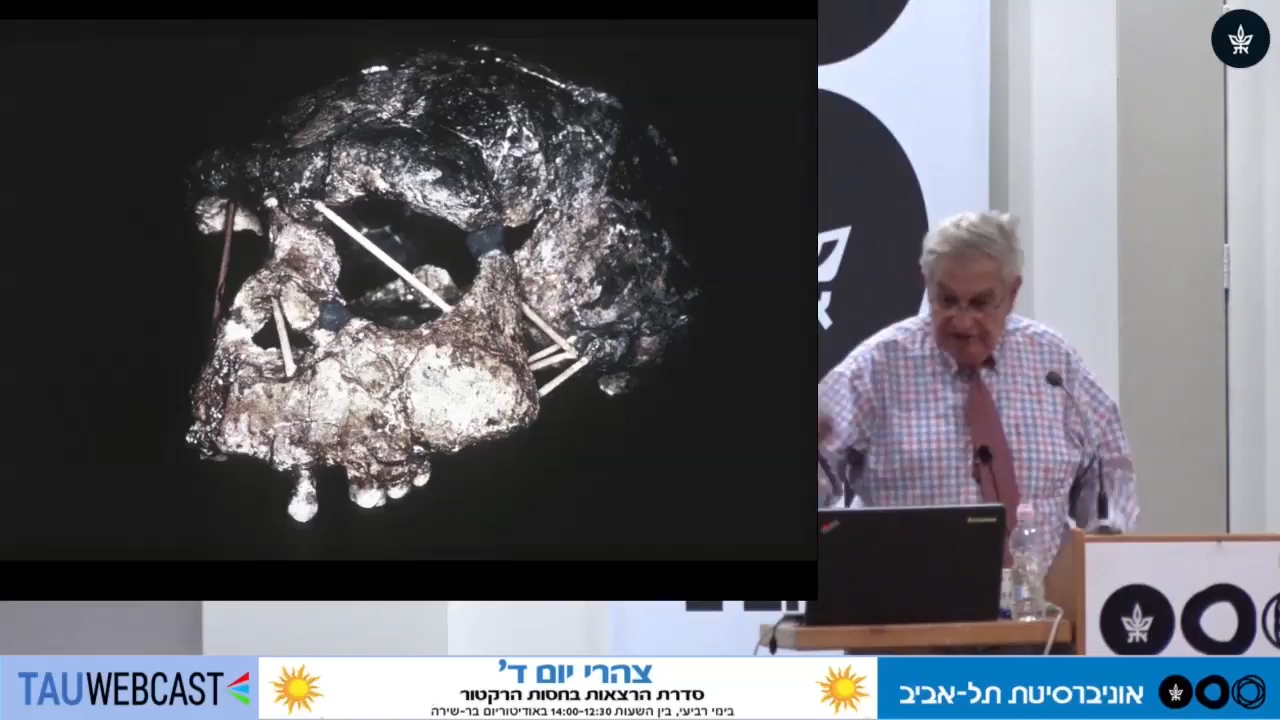 TAUWEBCAST
צהרי יום ד'
סדרת הרצאות בחסות הרקטור
בימי רביעי, בין השעות 14:00-12:30 באודיטוריום בר-שירה
אוניברסיטת תל-אביב